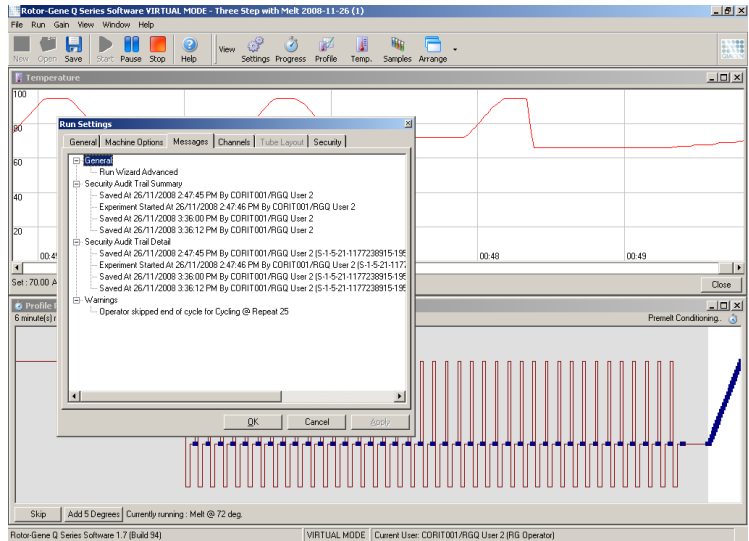 Rotor-Gene Q Series Software VIRTUAL MODE - Three Step with Melt 2008-11-26 (1)
File Run Gain View Window Help
New Open Save Start Pause Stop Help View Settings Progress Profile Temp. Samples Arrange
Temperature
100
80
60
40
20
00:48 00:49
Set : 70.00
Close
Run Settings
General Machine Options Messages Channels Tube Layout Security
General
Run Wizard Advanced
Security Audit Trail Summary
Saved At 26/11/2008 2:47:45 PM By CORIT001/RGQ User 2
Experiment Started At 26/11/2008 2:47:46 PM By CORIT001/RGQ User 2
Saved At 26/11/2008 3:36:00 PM By CORIT001/RGQ User 2
Saved At 26/11/2008 3:36:12 PM By CORIT001/RGQ User 2
Security Audit Trail Detail
Saved At 26/11/2008 2:47:45 PM By CORIT001/RGQ User 2 (S-1-5-21-1177238915-195
Experiment Started At 26/11/2008 2:47:46 PM By CORIT001/RGQ User 2 (S-1-5-21-117
Saved At 26/11/2008 3:36:00 PM By CORIT001/RGQ User 2 (S-1-5-21-1177238915-195
Saved At 26/11/2008 3:36:12 PM By CORIT001/RGQ User 2 (S-1-5-21-1177238915-195
Warnings
Operator skipped end of cycle for Cycling @ Repeat 25
OK Cancel Apply
Profile
6 minute(s)
Premelt Conditioning..
Skip Add 5 Degrees Currently running : Melt @ 72 deg.
Rotor-Gene Q Series Software 1.7 (Build 94) VIRTUAL MODE Current User: CORIT001/RGQ User 2 (RG Operator)